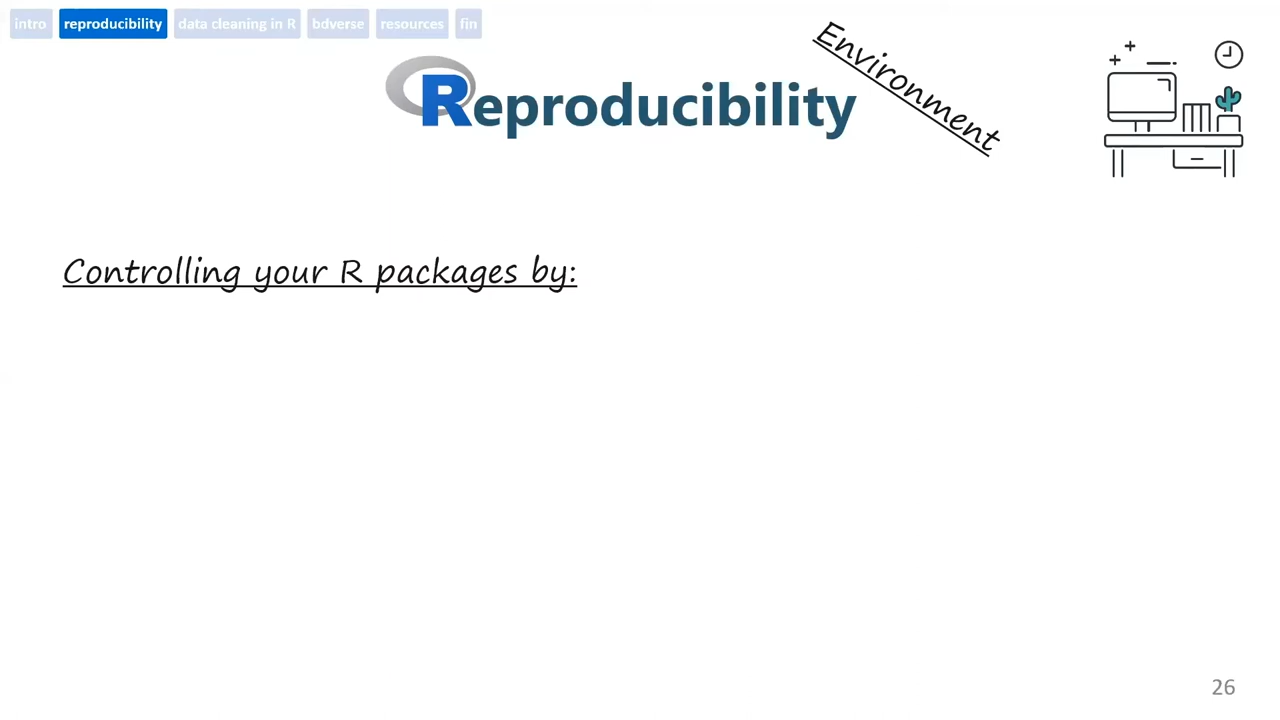 intro reproducibility data cleaning in R bdverse resources fin
Reproducibility
Environment
Controlling your R packages by:
26